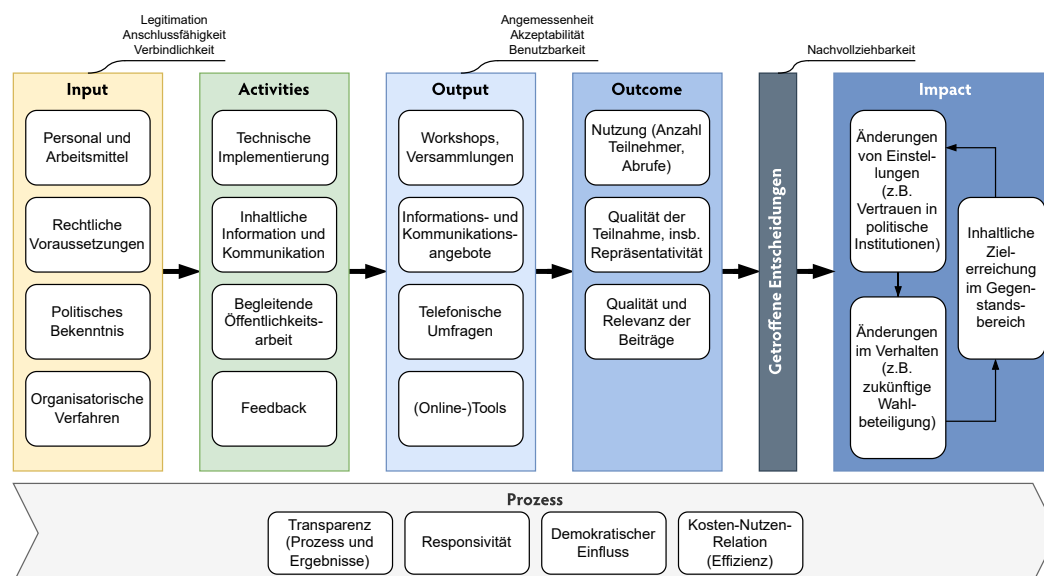 Legitimation
Anschlussfähigkeit
Verbindlichkeit
Angemessenheit
Akzeptabilität
Benutzbarkeit
Nachvollziehbarkeit
Input
Personal und
Arbeitsmittel
Rechtliche
Voraussetzungen
Politisches
Bekenntnis
Organisatorische
Verfahren
Activities
Technische
Implementierung
Inhaltliche
Information und
Kommunikation
Begleitende
Öffentlichkeits-
arbeit
Feedback
Output
Workshops,
Versammlungen
Informations- und
Kommunikations-
angebote
Telefonische
Umfragen
(Online-)Tools
Outcome
Nutzung (Anzahl
Teilnehmer,
Abrufe)
Qualität der
Teilnahme, insb.
Repräsentativität
Qualität und
Relevanz der
Beiträge
Getroffene Entscheidungen
Impact
Änderungen
von Einstel-
lungen
(z.B.
Vertrauen in
politische
Institutionen)
Änderungen
im Verhalten
(z.B.
zukünftige
Wahl-
beteiligung)
Inhaltliche
Ziel-
erreichung
im Gegen-
stands-
bereich
Prozess
Transparenz
(Prozess und
Ergebnisse)
Responsivität
Demokratischer
Einfluss
Kosten-Nutzen-
Relation
(Effizienz)